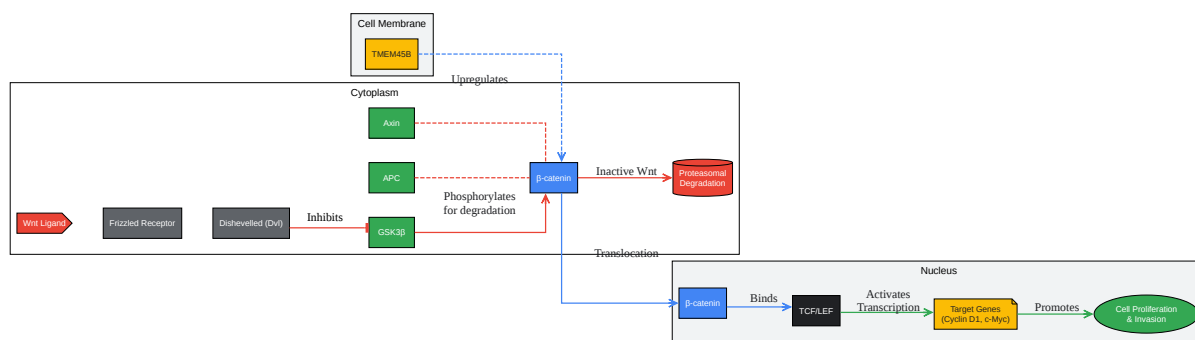 Cell Membrane
TMEM45B
Upregulates
Cytoplasm
Axin
APC
β-catenin
Inactive Wnt
Proteasomal
Degradation
Phosphorylates
for degradation
Wnt Ligand
Frizzled Receptor
Dishevelled (Dvl)
Inhibits
GSK3β
Translocation
Nucleus
β-catenin
Binds
TCF/LEF
Activates
Transcription
Target Genes
(Cyclin D1, c-Myc)
Promotes
Cell Proliferation
& Invasion